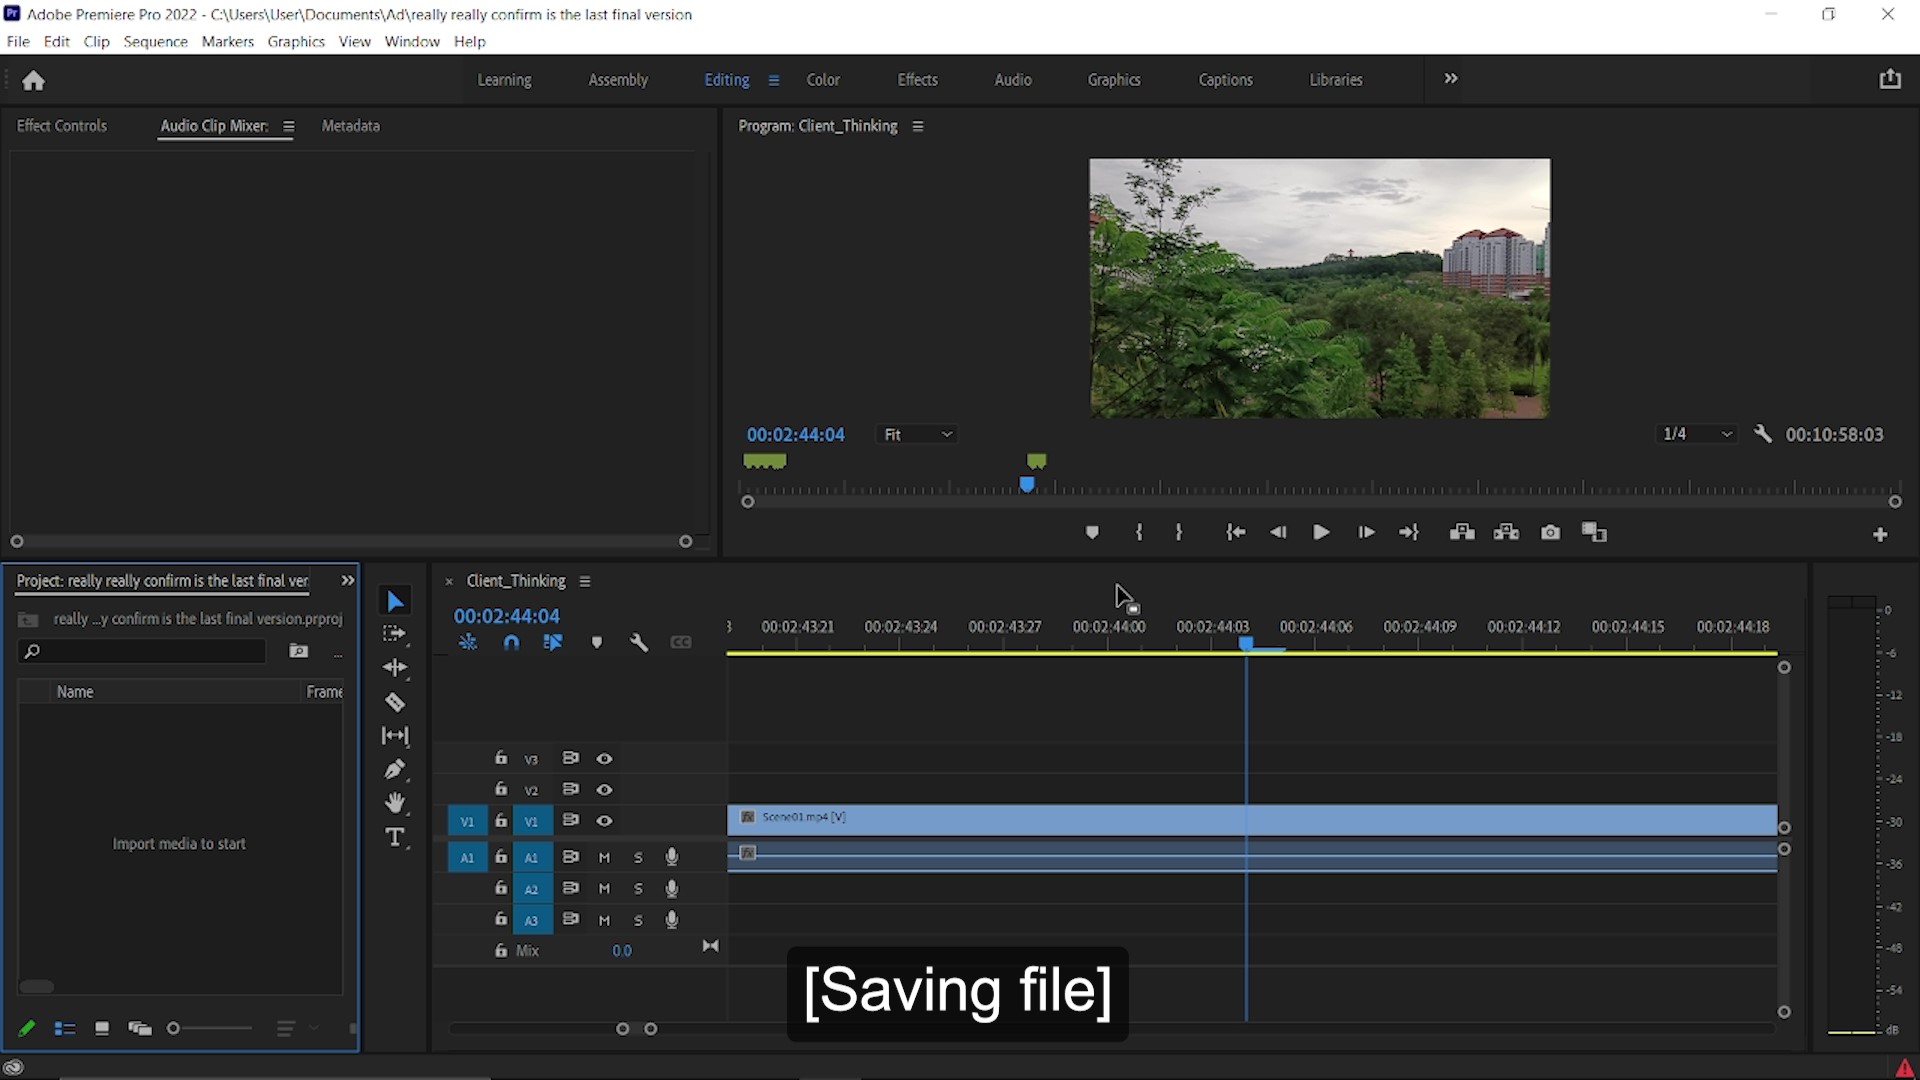 Adobe Premiere Pro 2022 - C:\Users\User\Documents\Ad\really really confirm is the last final version
File Edit Clip Sequence Markers Graphics View Window Help
Learning Assembly Editing Color Effects Audio Graphics Captions Libraries
Effect Controls Audio Clip Mixer: Metadata
Program: Client_Thinking
00:02:44:04 Fit 1/4 00:10:58:03
Project: really really confirm is the last final ver
really ...y confirm is the last final version.prproj
Name Frame
Import media to start
Client_Thinking
00:02:44:04
3 00:02:43:21 00:02:43:24 00:02:43:27 00:02:44:00 00:02:44:03 00:02:44:06 00:02:44:09 00:02:44:12 00:02:44:15 00:02:44:18
CC
V3
V2
V1 V1 Scene01.mp4 [V]
A1 A1 M S
A2 M S
A3 M S
Mix 0.0
0
-6
-12
-18
-24
-30
-36
-42
-48
-54
dB
[Saving file]